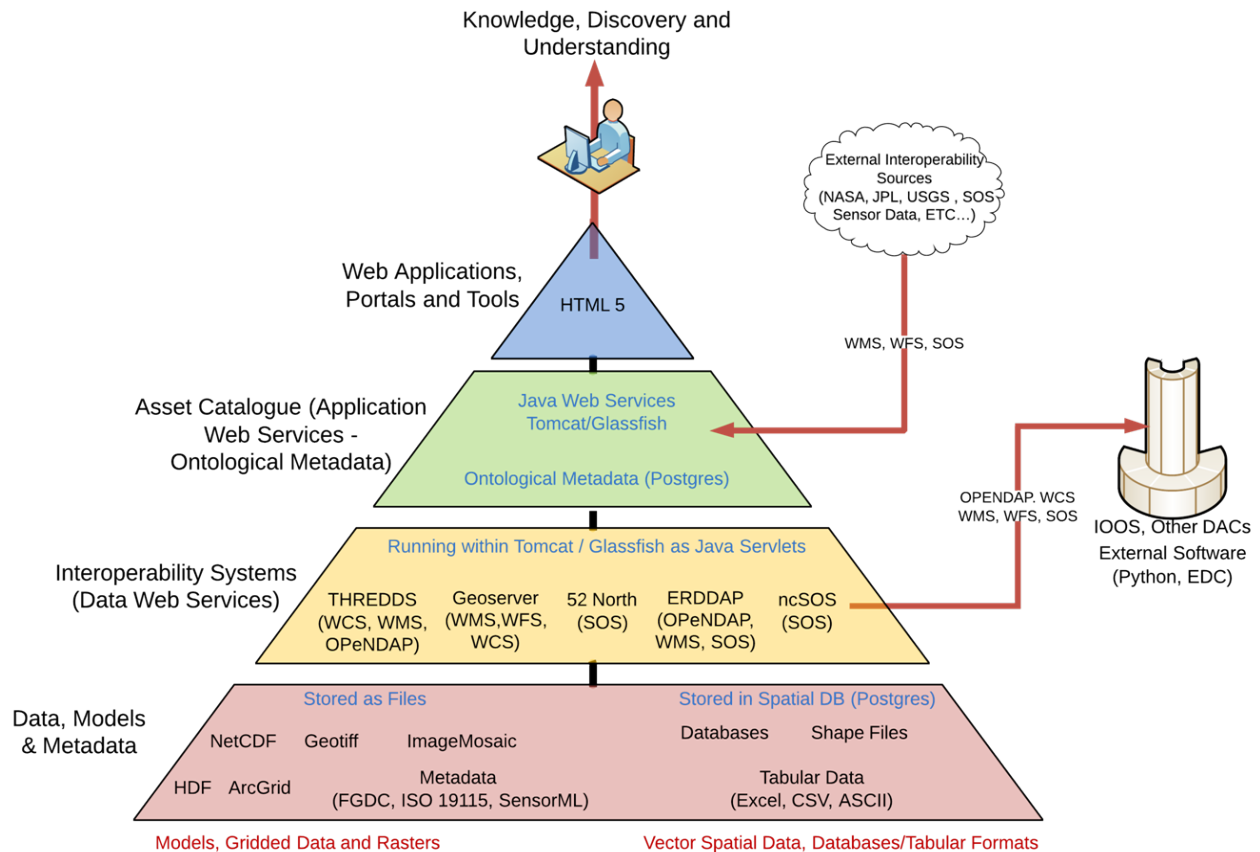 Knowledge, Discovery and
Understanding
External Interoperability
Sources
(NASA, JPL, USGS , SOS
Sensor Data, ETC...)
Web Applications,
Portals and Tools
HTML 5
WMS, WFS, SOS
Asset Catalogue (Application
Web Services -
Ontological Metadata)
Java Web Services
Tomcat/Glassfish
Ontological Metadata (Postgres)
OPENDAP. WCS
WMS, WFS, SOS
IOOS, Other DACs
External Software
(Python, EDC)
Interoperability Systems
(Data Web Services)
Running within Tomcat / Glassfish as Java Servlets
THREDDS
(WCS, WMS,
OPeNDAP)
Geoserver
(WMS,WFS,
WCS)
52 North
(SOS)
ERDDAP
(OPeNDAP,
WMS, SOS)
ncSOS
(SOS)
Data, Models
& Metadata
Stored as Files
NetCDF
Geotiff
ImageMosaic
HDF
ArcGrid
Metadata
(FGDC, ISO 19115, SensorML)
Stored in Spatial DB (Postgres)
Databases
Shape Files
Tabular Data
(Excel, CSV, ASCII)
Models, Gridded Data and Rasters
Vector Spatial Data, Databases/Tabular Formats